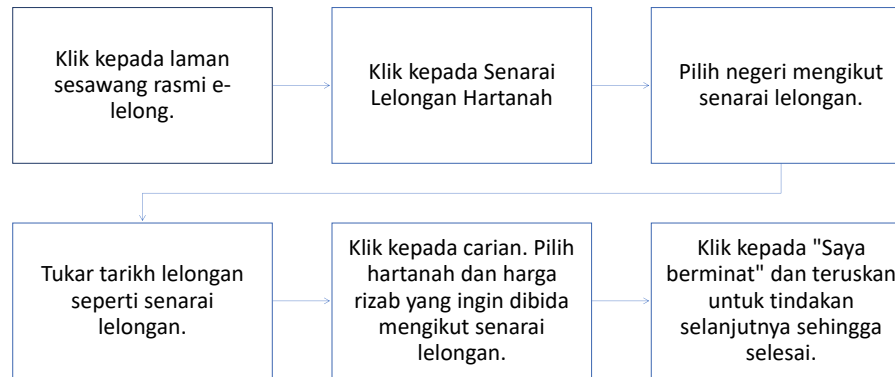 Klik kepada laman
sesawang rasmi e-
lelong.
Klik kepada Senarai
Lelongan Hartanah
Pilih negeri mengikut
senarai lelongan.
Tukar tarikh lelongan
seperti senarai
lelongan.
Klik kepada carian. Pilih
hartanah dan harga
rizab yang ingin dibida
mengikut senarai
lelongan.
Klik kepada "Saya
berminat" dan teruskan
untuk tindakan
selanjutnya sehingga
selesai.